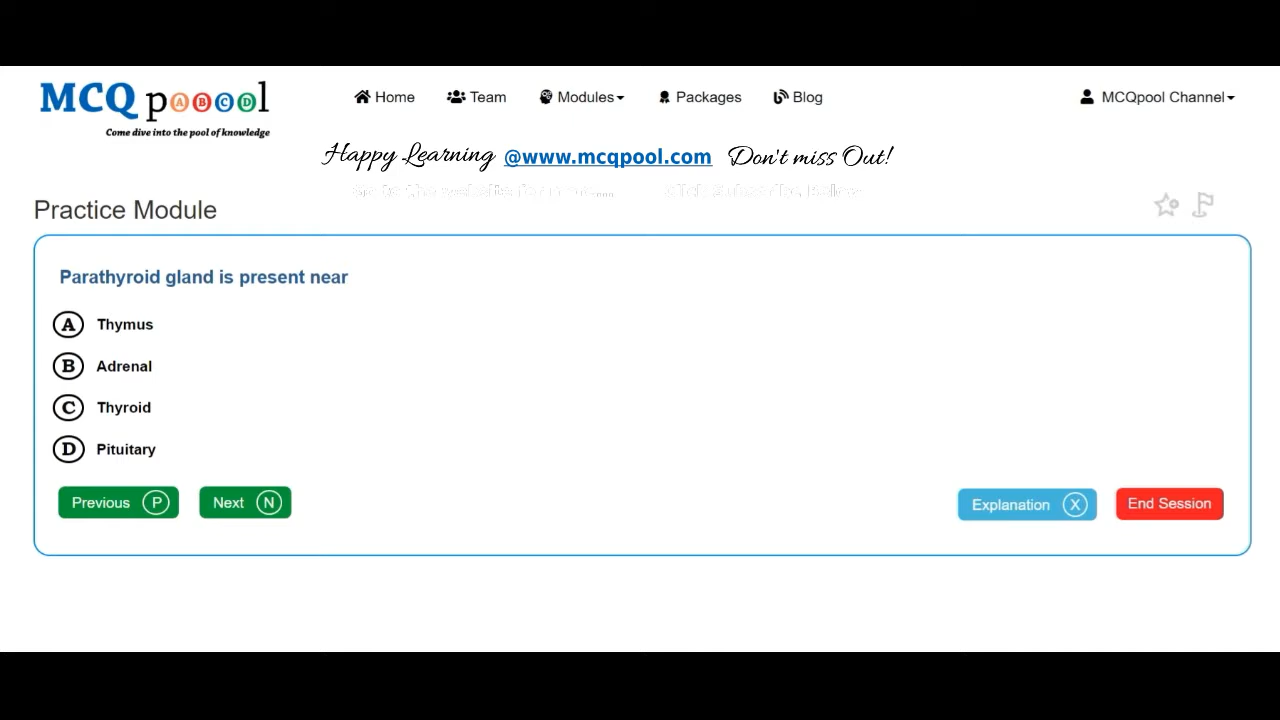 MCQ pooool
Come dive into the pool of knowledge
Home Team Modules Packages Blog MCQpool Channel
Happy Learning @www.mcqpool.com Don't miss Out!
Practice Module
Parathyroid gland is present near
A Thymus
B Adrenal
C Thyroid
D Pituitary
Previous P Next N Explanation X End Session